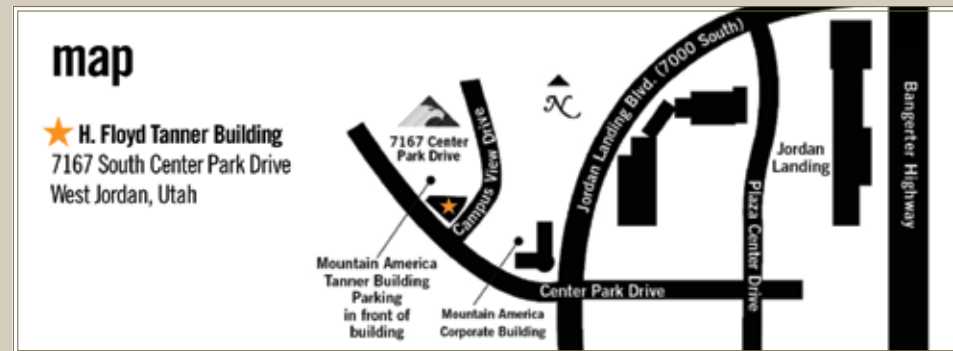 map
H. Floyd Tanner Building
7167 South Center Park Drive
West Jordan, Utah
7167 Center
Park Drive
Campus View Drive
N
Jordan Landing Blvd. (7000 South)
Jordan
Landing
Plaza Center Drive
Bangerter Highway
Mountain America
Tanner Building
Parking
in front of
building
Mountain America
Corporate Building
Center Park Drive